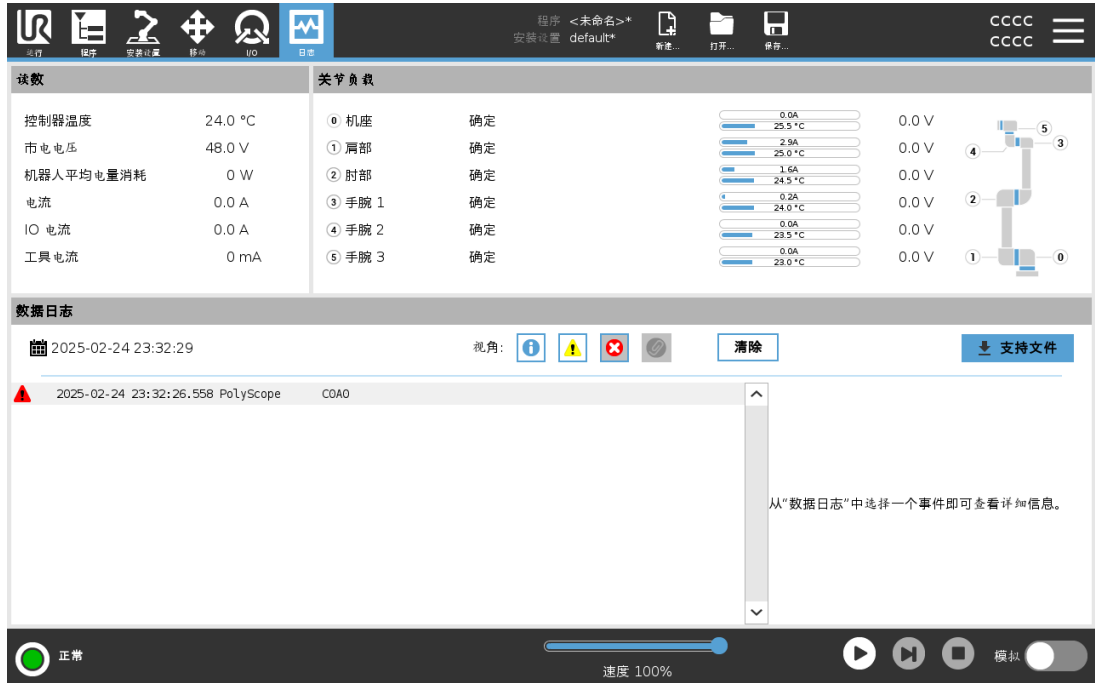 UR
运行
程序
安装设置
移动
I/O
日志
程序 <未命名>*
安装设置 default*
新建...
打开...
保存...
CCCC
CCCC
读数
控制器温度 24.0 °C
市电电压 48.0 V
机器人平均电量消耗 0 W
电流 0.0 A
IO 电流 0.0 A
工具电流 0 mA
关节负载
0 机座 确定 0.0A 25.5 °C 0.0 V
1 肩部 确定 2.9A 25.0 °C 0.0 V
2 肘部 确定 1.6A 24.5 °C 0.0 V
3 手腕 1 确定 0.2A 24.0 °C 0.0 V
4 手腕 2 确定 0.0A 23.5 °C 0.0 V
5 手腕 3 确定 0.0A 23.0 °C 0.0 V
5
3
4
2
1
0
数据日志
2025-02-24 23:32:29
视角:
清除
支持文件
2025-02-24 23:32:26.558 PolyScope C0A0
从“数据日志”中选择一个事件即可查看详细信息。
正常
速度 100%
模拟